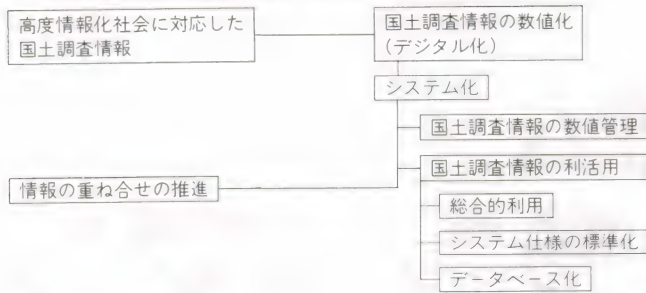 高度情報化社会に対応した
国土調査情報
国土調査情報の数値化
(デジタル化)
システム化
国土調査情報の数値管理
国土調査情報の利活用
情報の重ね合せの推進
総合的利用
システム仕様の標準化
データベース化